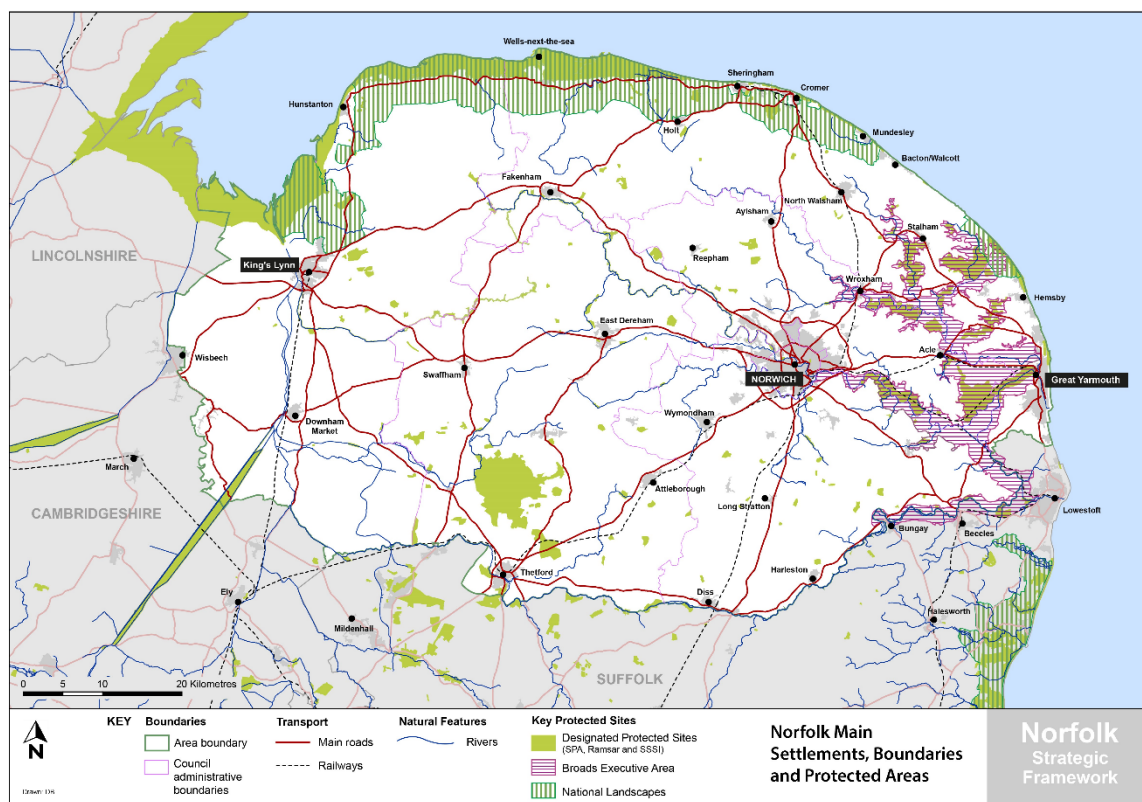 Wells-next-the-sea
Sheringham
Cromer
Hunstanton
Holt
Mundesley
Bacton/Walcott
Fakenham
North Walsham
Aylsham
Stalham
Reepham
LINCOLNSHIRE
King's Lynn
Wroxham
Hemsby
East Dereham
Wisbech
Acle
Swaffham
NORWICH
Great Yarmouth
Downham
Market
Wymondham
March
Attleborough
Long Stratton
Lowestoft
CAMBRIDGESHIRE
Bungay
Beccles
Thetford
Harleston
Ely
Diss
Mildenhall
Halesworth
SUFFOLK
0 5 10 20 Kilometres
N
Drawn: DB
KEY
Boundaries
Area boundary
Council
administrative
boundaries
Transport
Main roads
Railways
Natural Features
Rivers
Key Protected Sites
Designated Protected Sites
(SPA, Ramsar and SSSI)
Broads Executive Area
National Landscapes
Norfolk Main
Settlements, Boundaries
and Protected Areas
Norfolk
Strategic
Framework